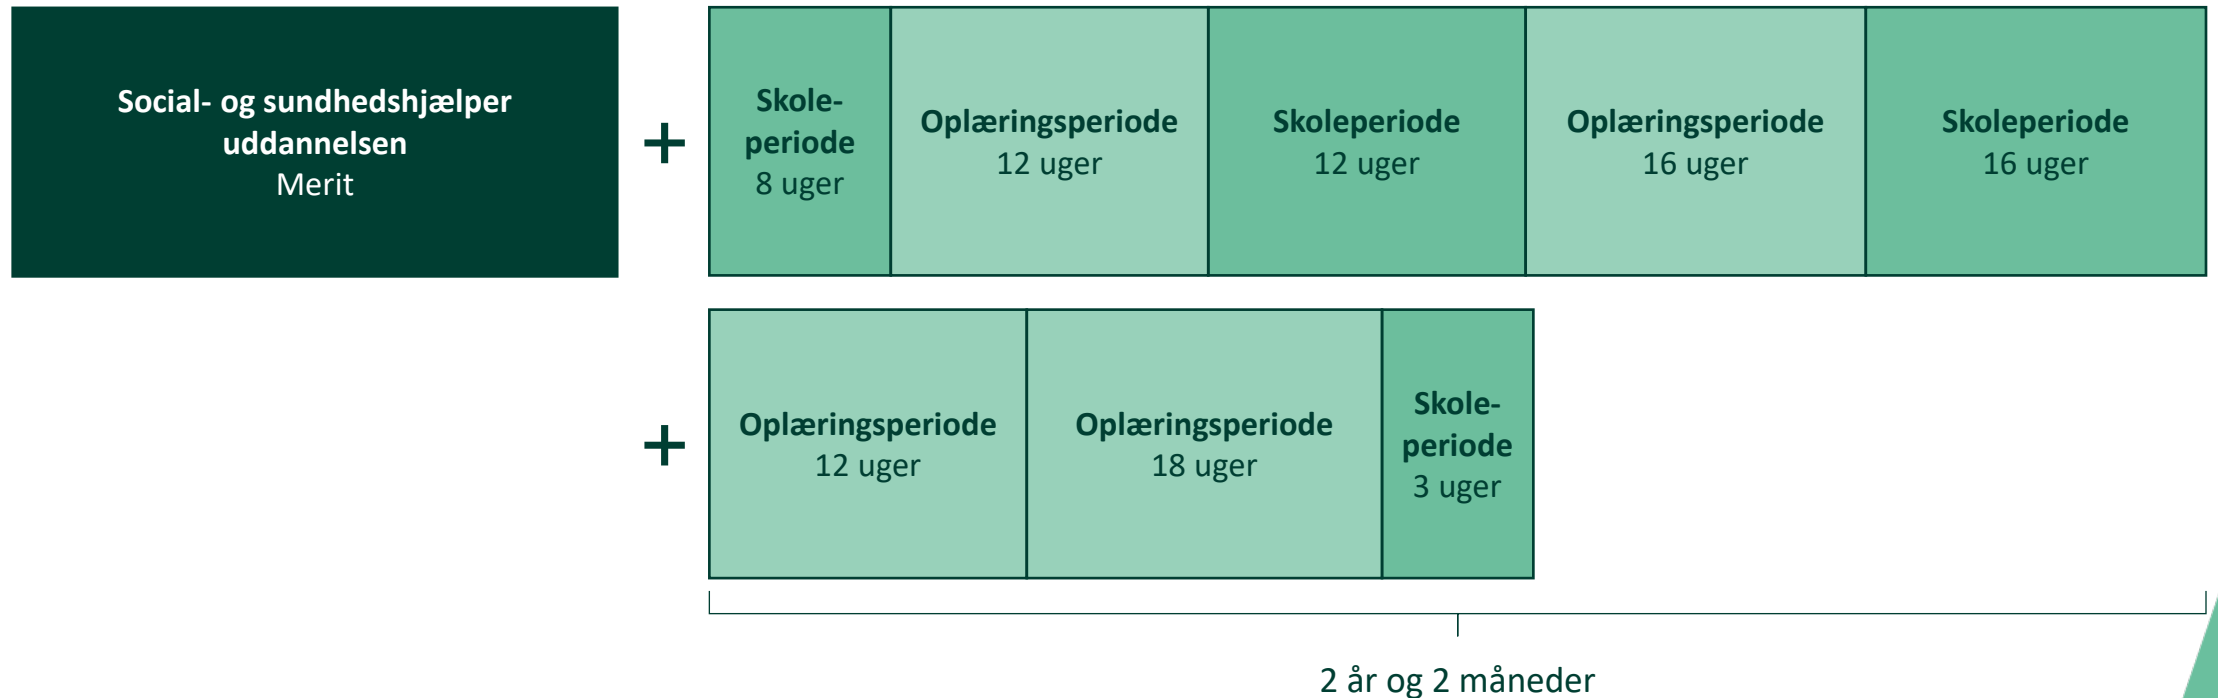 Social- og sundhedshjælper
uddannelsen
Merit
+
Skole-
periode
8 uger
Oplæringsperiode
12 uger
Skoleperiode
12 uger
Oplæringsperiode
16 uger
Skoleperiode
16 uger
+
Oplæringsperiode
12 uger
Oplæringsperiode
18 uger
Skole-
periode
3 uger
2 år og 2 måneder